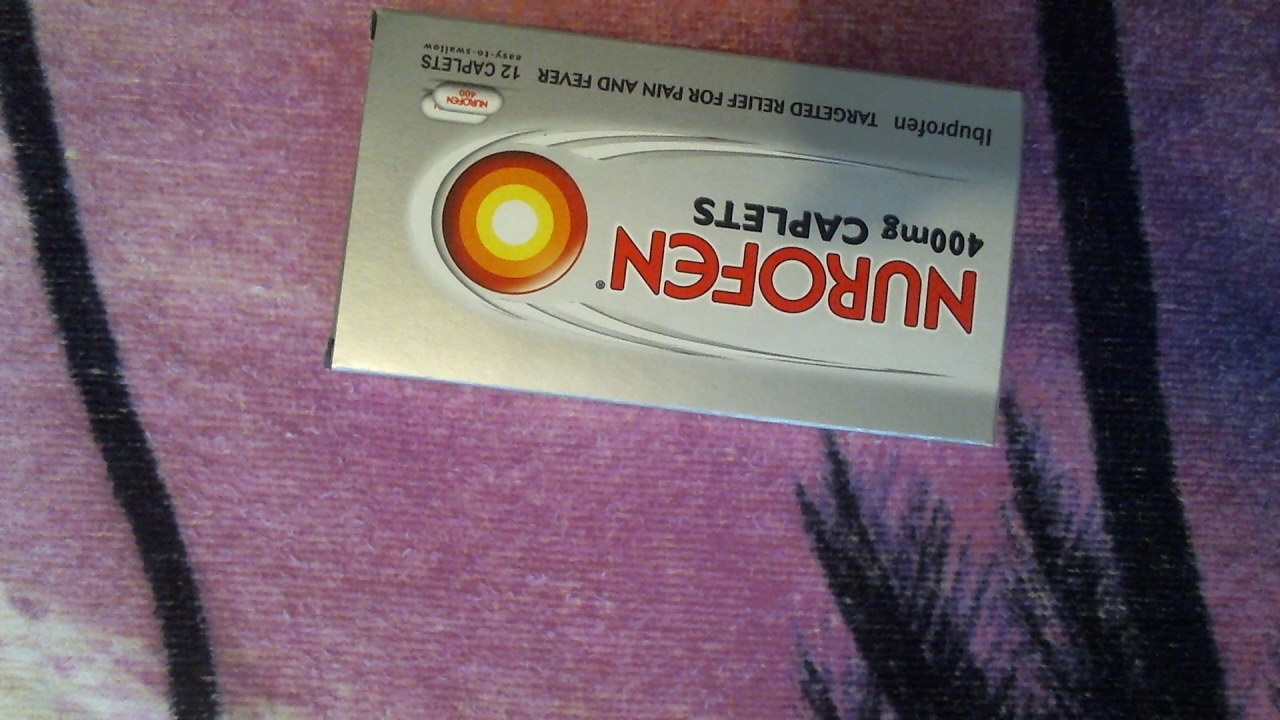 NUROFEN®
400mg CAPLETS
Ibuprofen TARGETED RELIEF FOR PAIN AND FEVER
12 CAPLETS
easy-to-swallow
NUROFEN
400